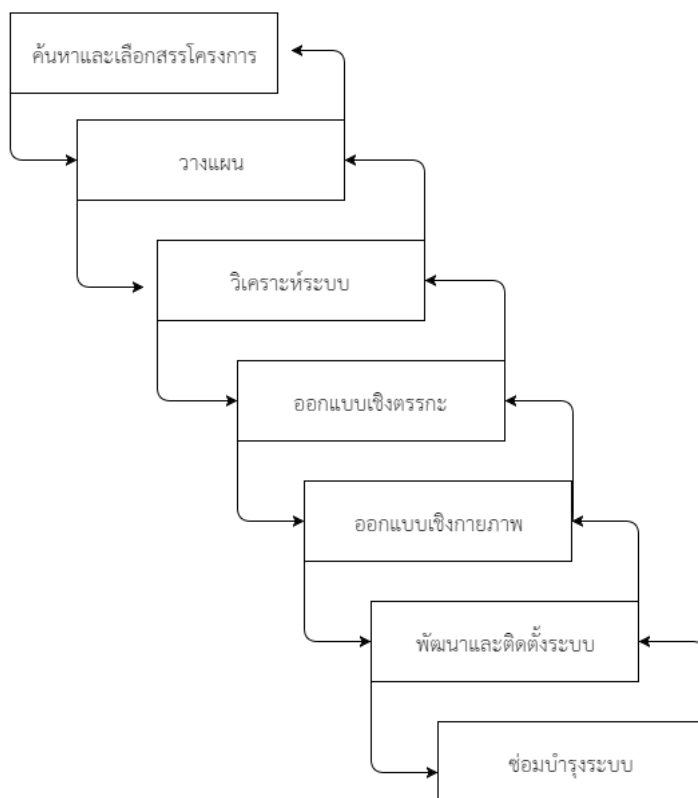 ค้นหาและเลือกสรรโครงการ
วางแผน
วิเคราะห์ระบบ
ออกแบบเชิงตรรกะ
ออกแบบเชิงกายภาพ
พัฒนาและติดตั้งระบบ
ซ่อมบำรุงระบบ